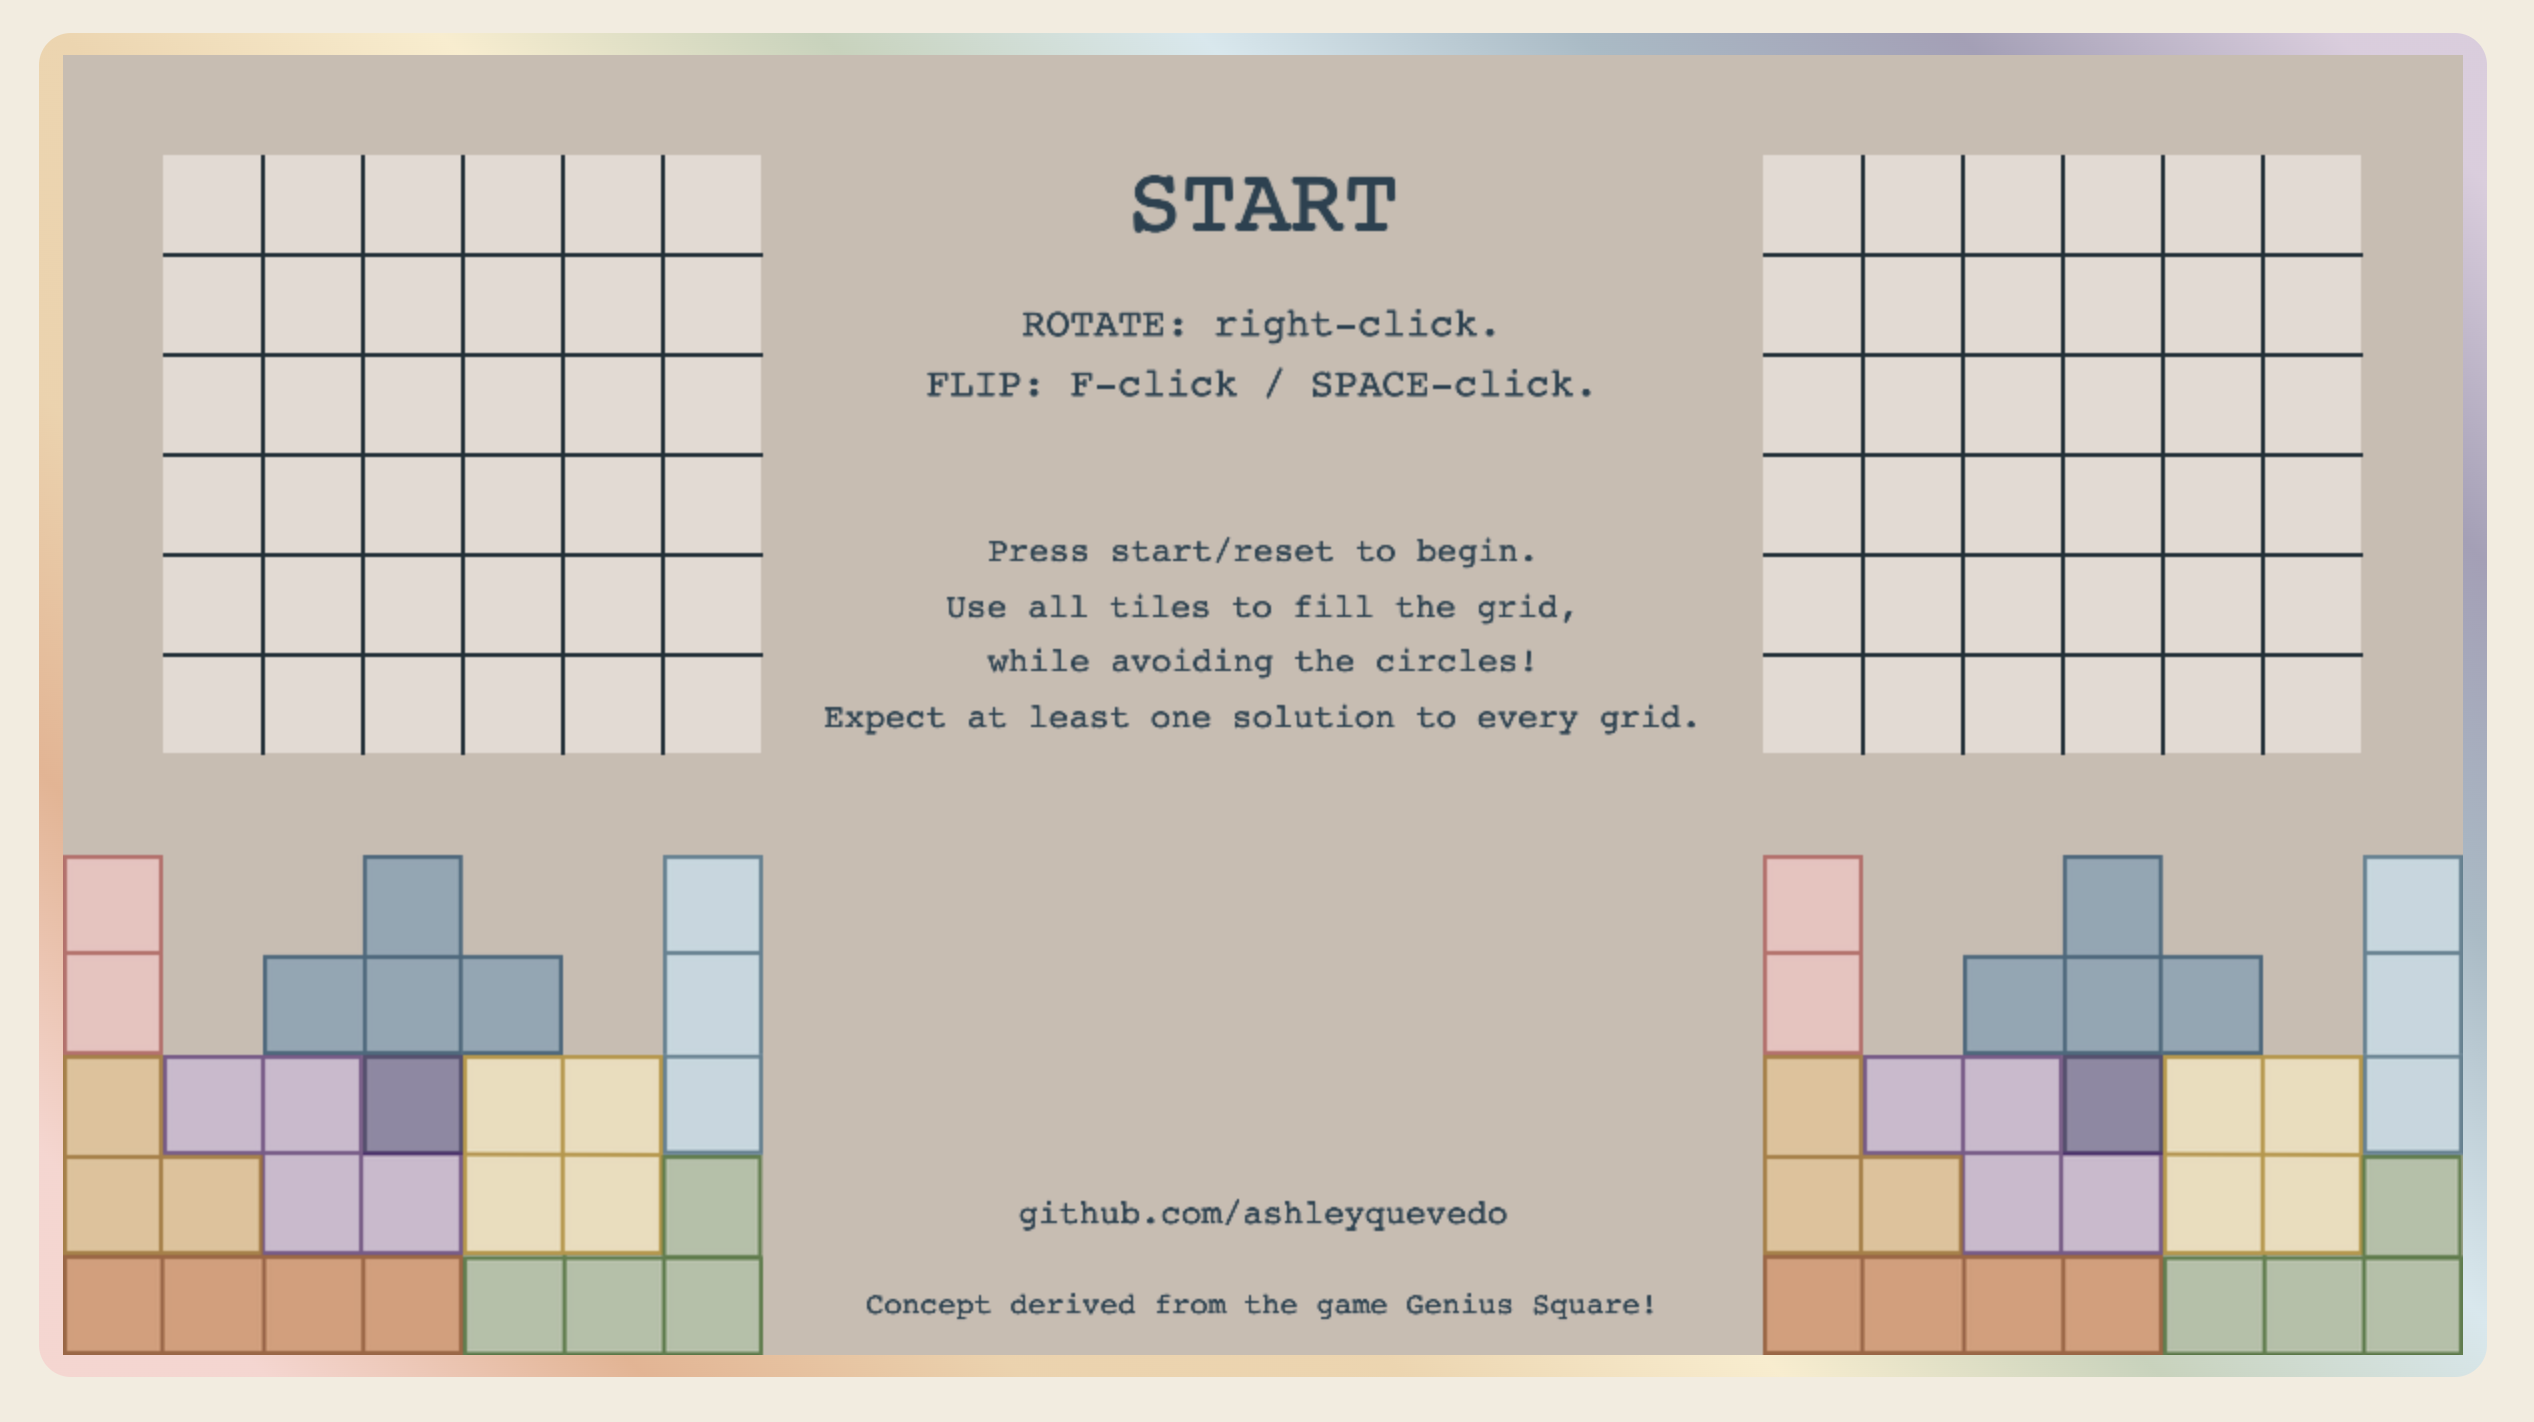 START
ROTATE: right-click.
FLIP: F-click / SPACE-click.
Press start/reset to begin.
Use all tiles to fill the grid,
while avoiding the circles!
Expect at least one solution to every grid.
github.com/ashleyquevedo
Concept derived from the game Genius Square!